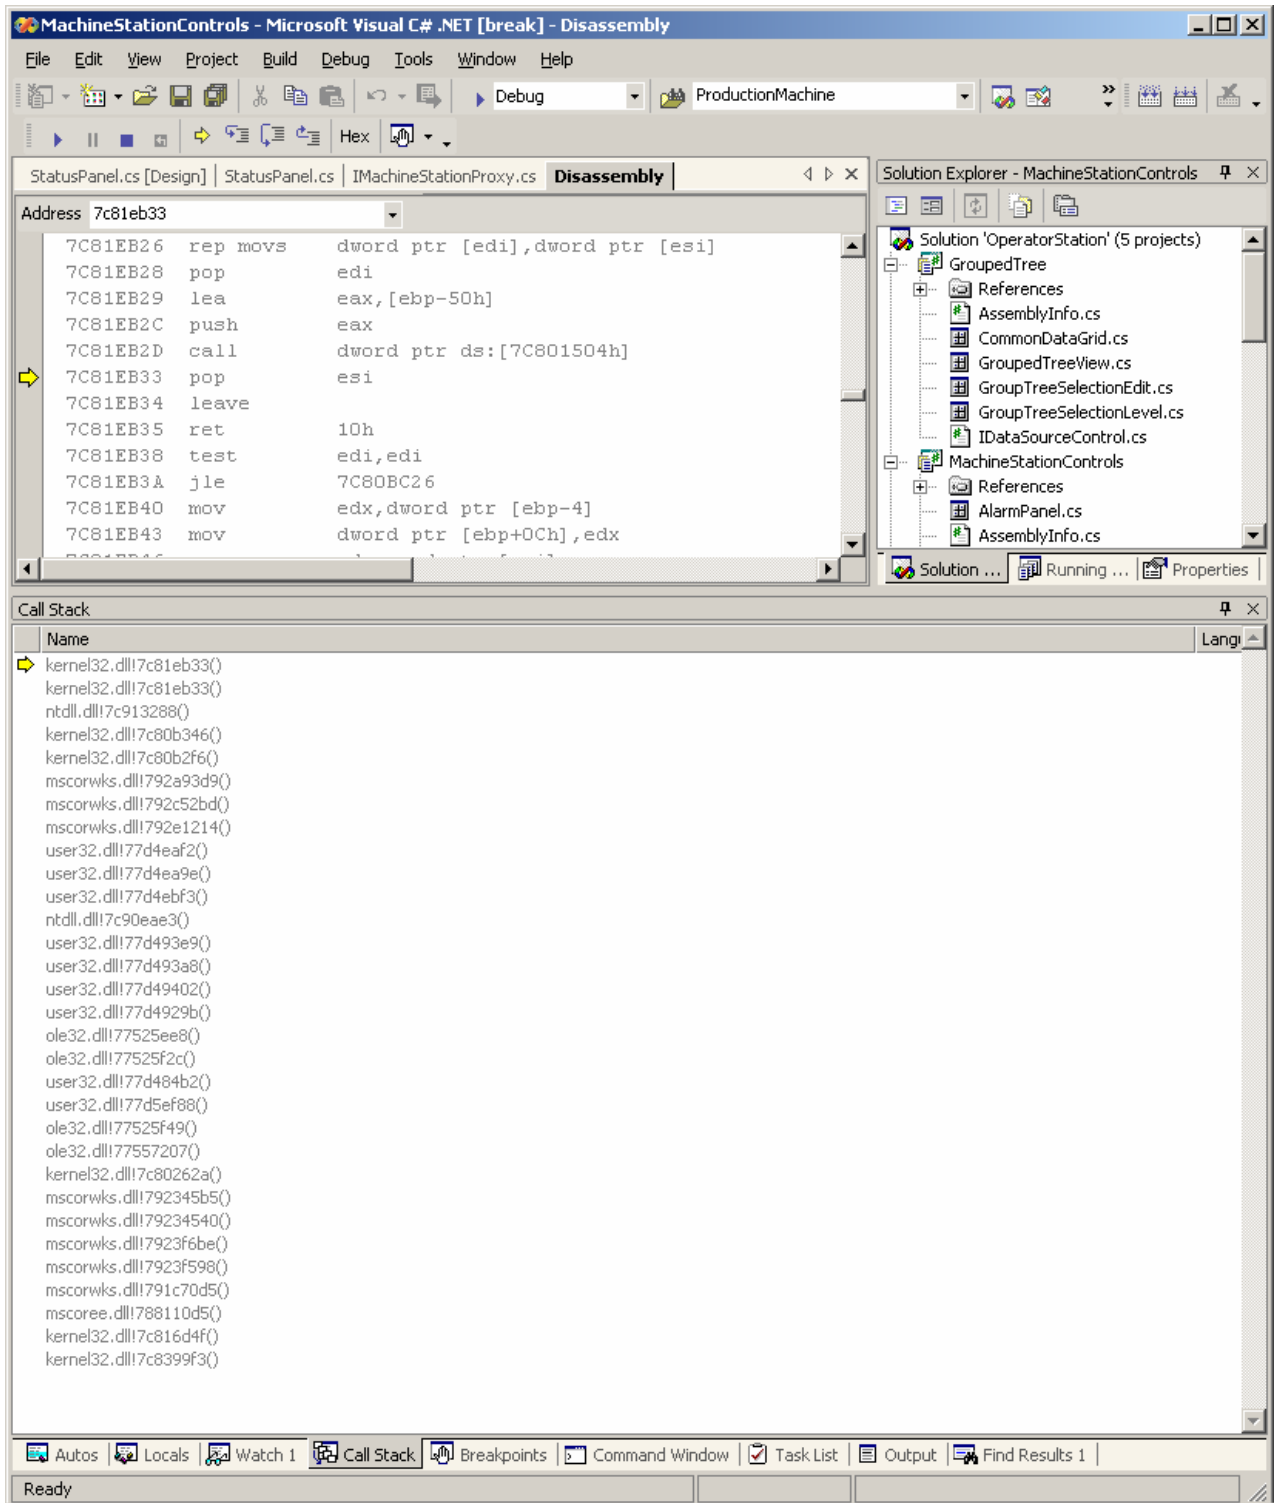 MachineStationControls - Microsoft Visual C# .NET [break] - Disassembly
File Edit View Project Build Debug Tools Window Help
Debug ProductionMachine
Hex
StatusPanel.cs [Design] StatusPanel.cs IMachineStationProxy.cs Disassembly
Address 7c81eb33
7C81EB26 rep movs dword ptr [edi],dword ptr [esi]
7C81EB28 pop edi
7C81EB29 lea eax,[ebp-50h]
7C81EB2C push eax
7C81EB2D call dword ptr ds:[7C801504h]
7C81EB33 pop esi
7C81EB34 leave
7C81EB35 ret 10h
7C81EB38 test edi,edi
7C81EB3A jle 7C80BC26
7C81EB40 mov edx,dword ptr [ebp-4]
7C81EB43 mov dword ptr [ebp+0Ch],edx
Solution Explorer - MachineStationControls
Solution 'OperatorStation' (5 projects)
GroupedTree
References
AssemblyInfo.cs
CommonDataGrid.cs
GroupedTreeView.cs
GroupTreeSelectionEdit.cs
GroupTreeSelectionLevel.cs
IDataSourceControl.cs
MachineStationControls
References
AlarmPanel.cs
AssemblyInfo.cs
Solution ... Running ... Properties
Call Stack
Name Langu
kernel32.dll!7c81eb33()
kernel32.dll!7c81eb33()
ntdll.dll!7c913288()
kernel32.dll!7c80b346()
kernel32.dll!7c80b2f6()
mscorwks.dll!792a93d9()
mscorwks.dll!792c52bd()
mscorwks.dll!792e1214()
user32.dll!77d4eaf2()
user32.dll!77d4ea9e()
user32.dll!77d4ebf3()
ntdll.dll!7c90eae3()
user32.dll!77d493e9()
user32.dll!77d493a8()
user32.dll!77d49402()
user32.dll!77d4929b()
ole32.dll!77525ee8()
ole32.dll!77525f2c()
user32.dll!77d484b2()
user32.dll!77d5ef88()
ole32.dll!77525f49()
ole32.dll!77557207()
kernel32.dll!7c80262a()
mscorwks.dll!792345b5()
mscorwks.dll!79234540()
mscorwks.dll!7923f6be()
mscorwks.dll!7923f598()
mscorwks.dll!791c70d5()
mscoree.dll!788110d5()
kernel32.dll!7c816d4f()
kernel32.dll!7c8399f3()
Autos Locals Watch 1 Call Stack Breakpoints Command Window Task List Output Find Results 1
Ready